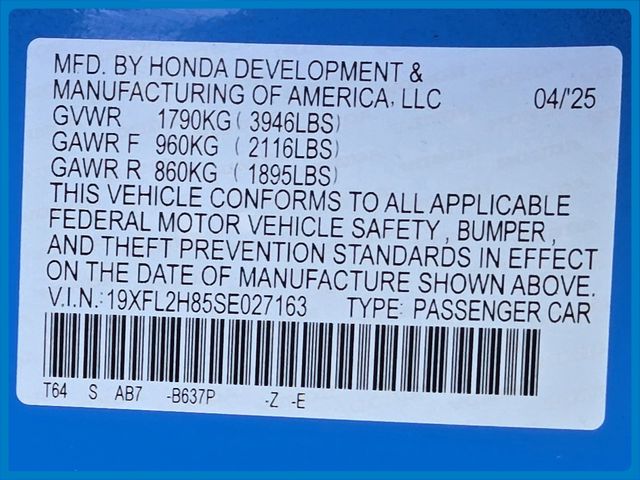 MFD. BY HONDA DEVELOPMENT &
MANUFACTURING OF AMERICA, LLC 04/'25
GVWR 1790KG ( 3946LBS)
GAWR F 960KG ( 2116LBS)
GAWR R 860KG ( 1895LBS)
THIS VEHICLE CONFORMS TO ALL APPLICABLE
FEDERAL MOTOR VEHICLE SAFETY, BUMPER,
AND THEFT PREVENTION STANDARDS IN EFFECT
ON THE DATE OF MANUFACTURE SHOWN ABOVE.
V.I.N.:19XFL2H85SE027163 TYPE: PASSENGER CAR
T64 S AB7 -B637P -Z -E